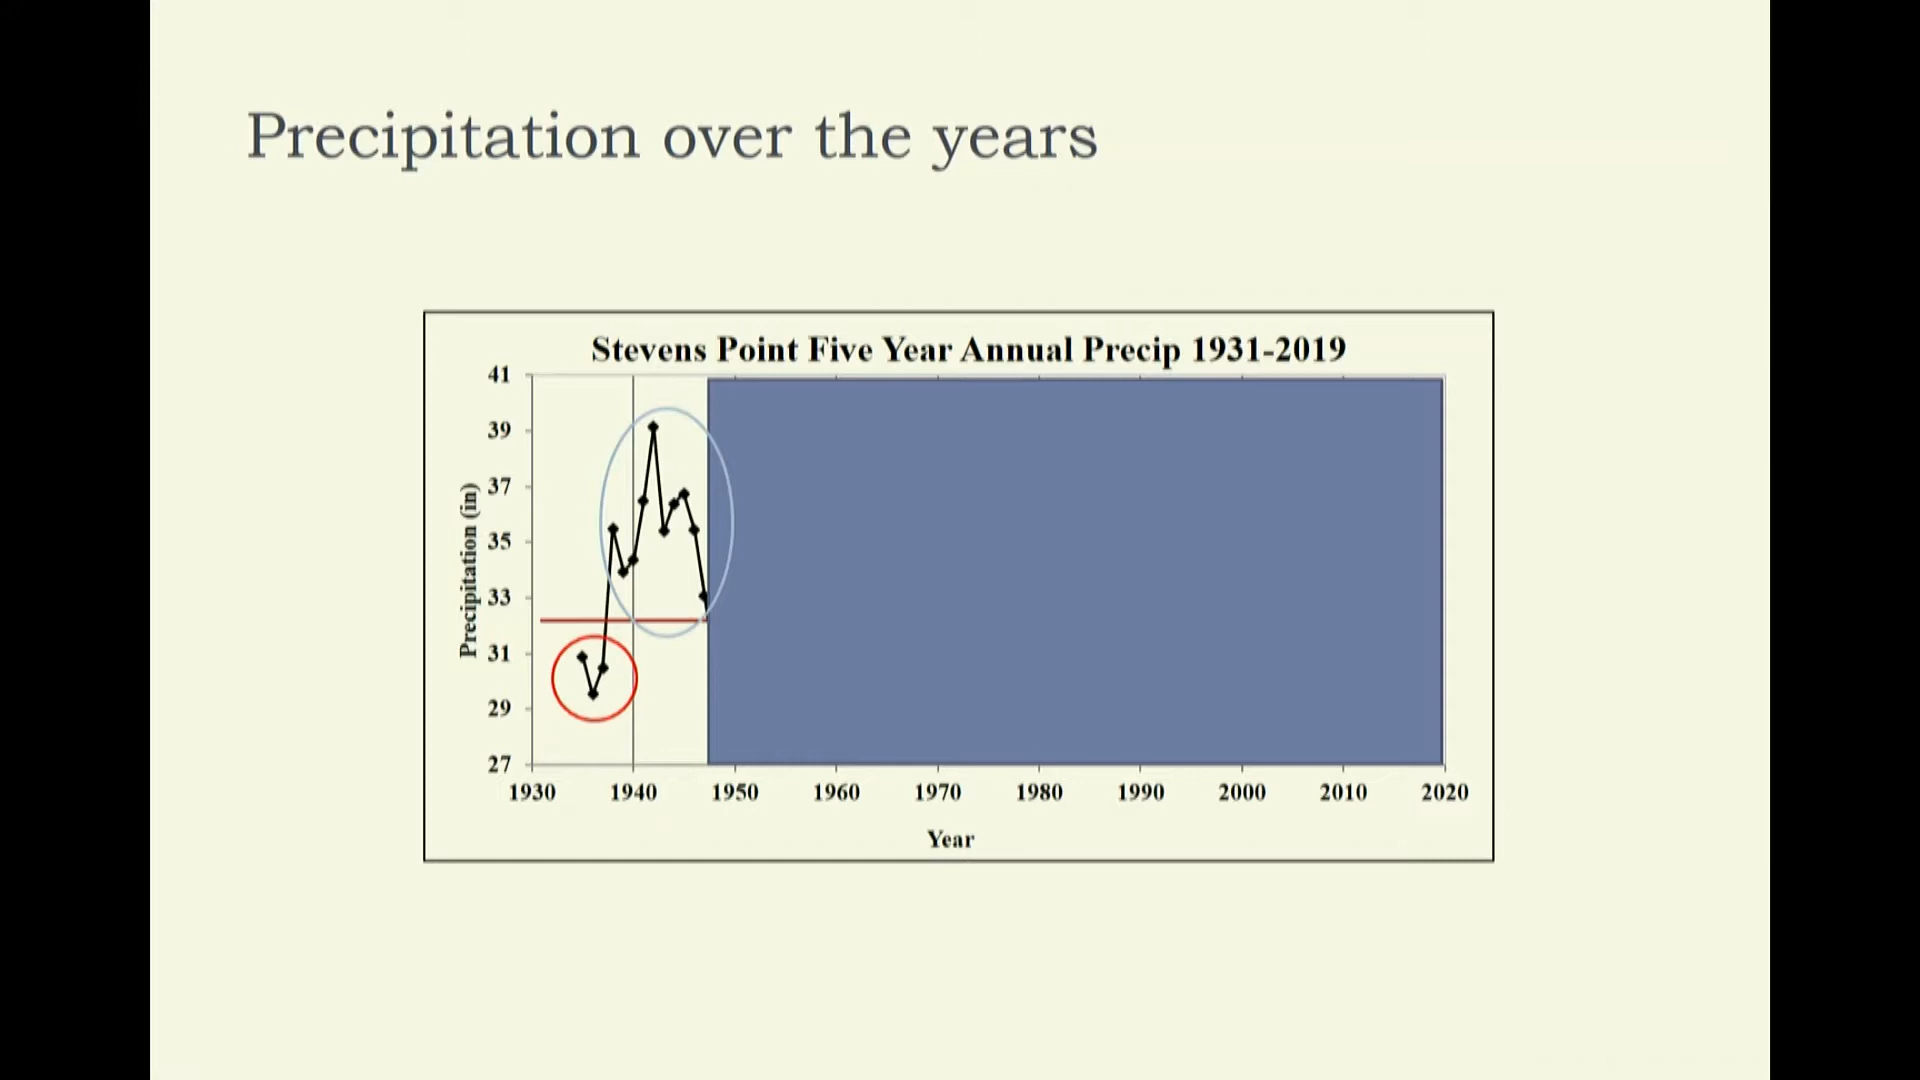 Precipitation over the years
Stevens Point Five Year Annual Precip 1931-2019
41
39
37
35
33
31
29
27
Precipitation (in)
1930 1940 1950 1960 1970 1980 1990 2000 2010 2020
Year